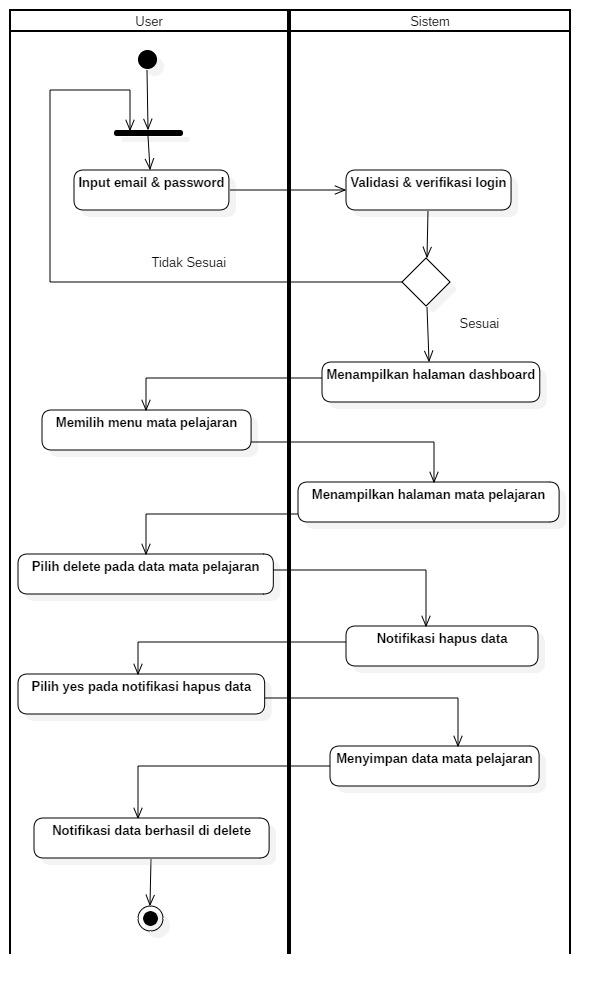 User
Sistem
Input email & password
Validasi & verifikasi login
Tidak Sesuai
Sesuai
Menampilkan halaman dashboard
Memilih menu mata pelajaran
Menampilkan halaman mata pelajaran
Pilih delete pada data mata pelajaran
Notifikasi hapus data
Pilih yes pada notifikasi hapus data
Menyimpan data mata pelajaran
Notifikasi data berhasil di delete